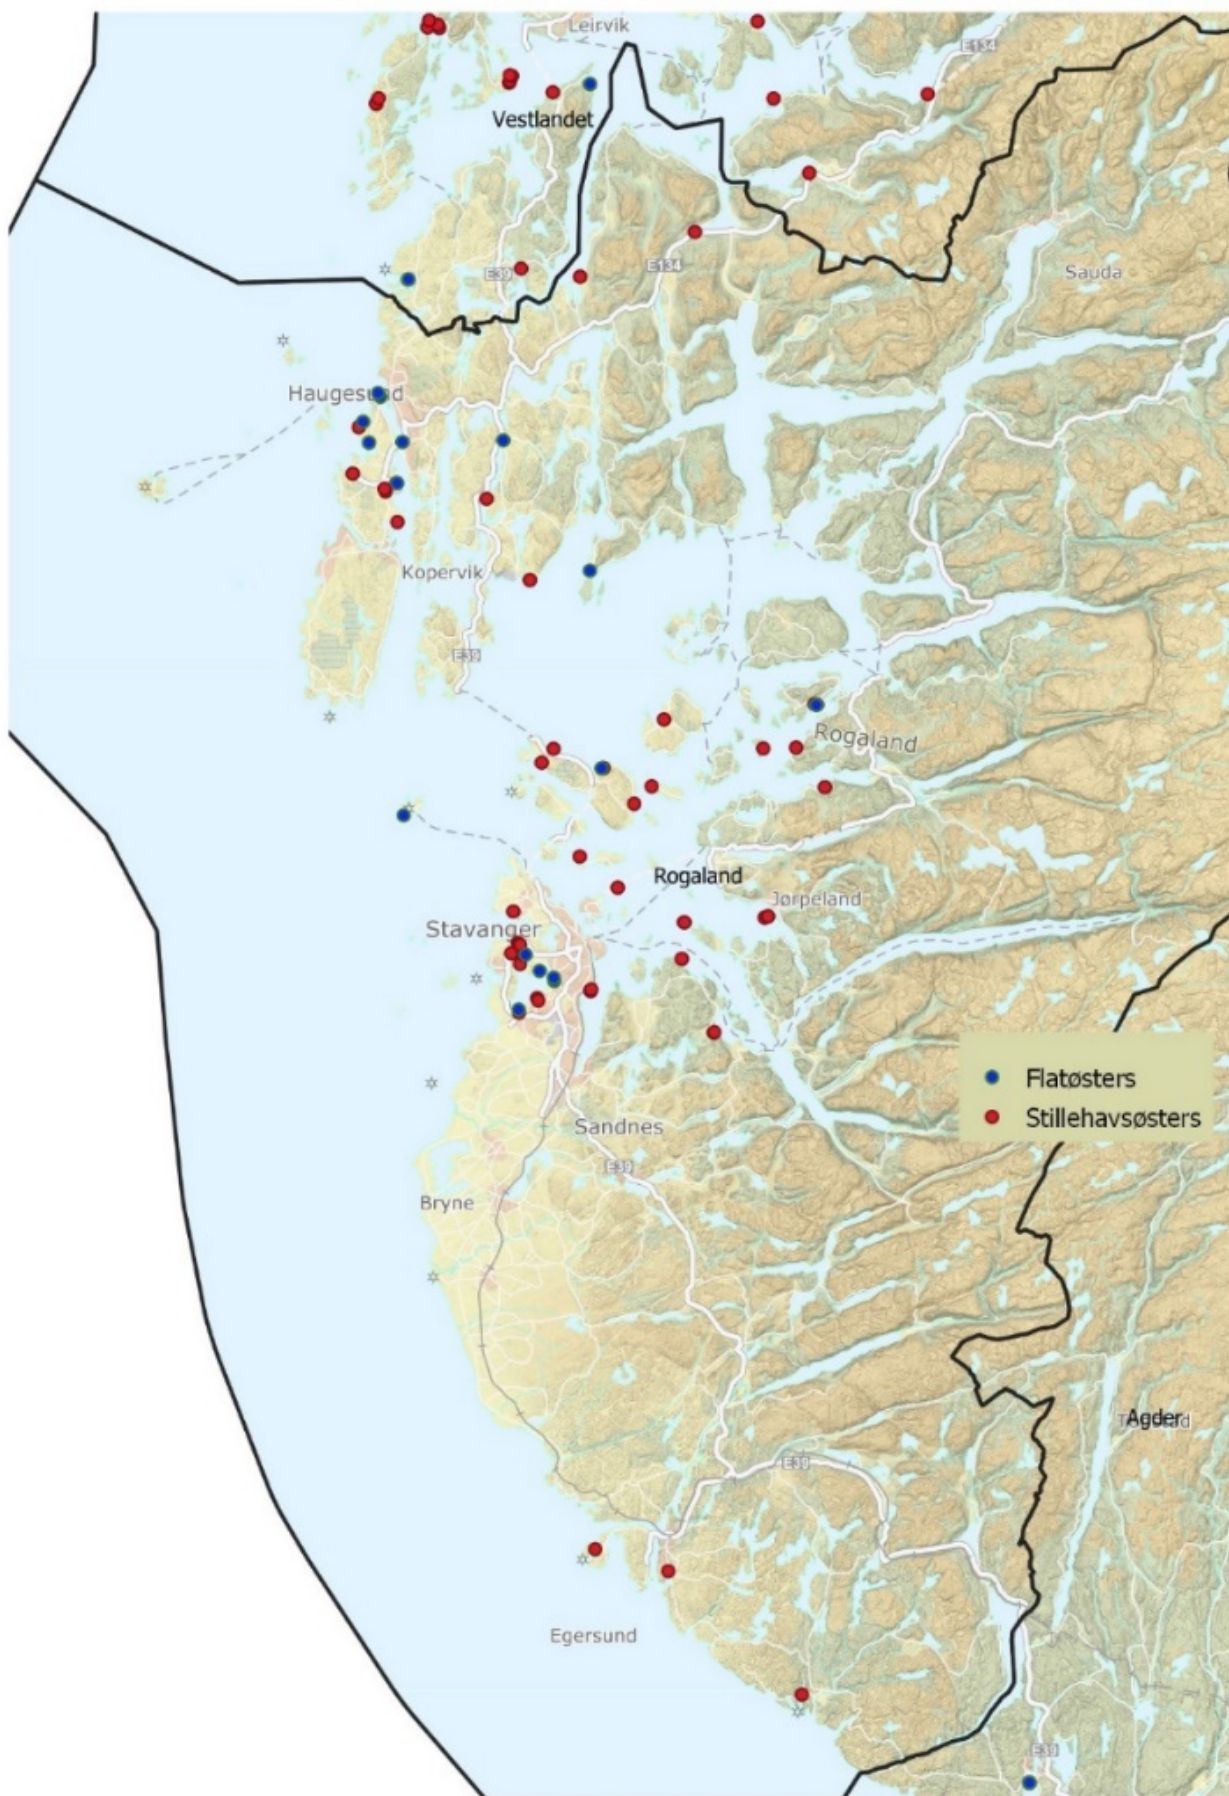 Leirvik
E134
Vestlandet
E39
E134
Sauda
Haugesund
Kopervik
E39
Rogaland
Rogaland
Jørpeland
Stavanger
Flatøsters
Stillehavsøsters
Sandnes
E39
Bryne
Agder
E39
Egersund
E39